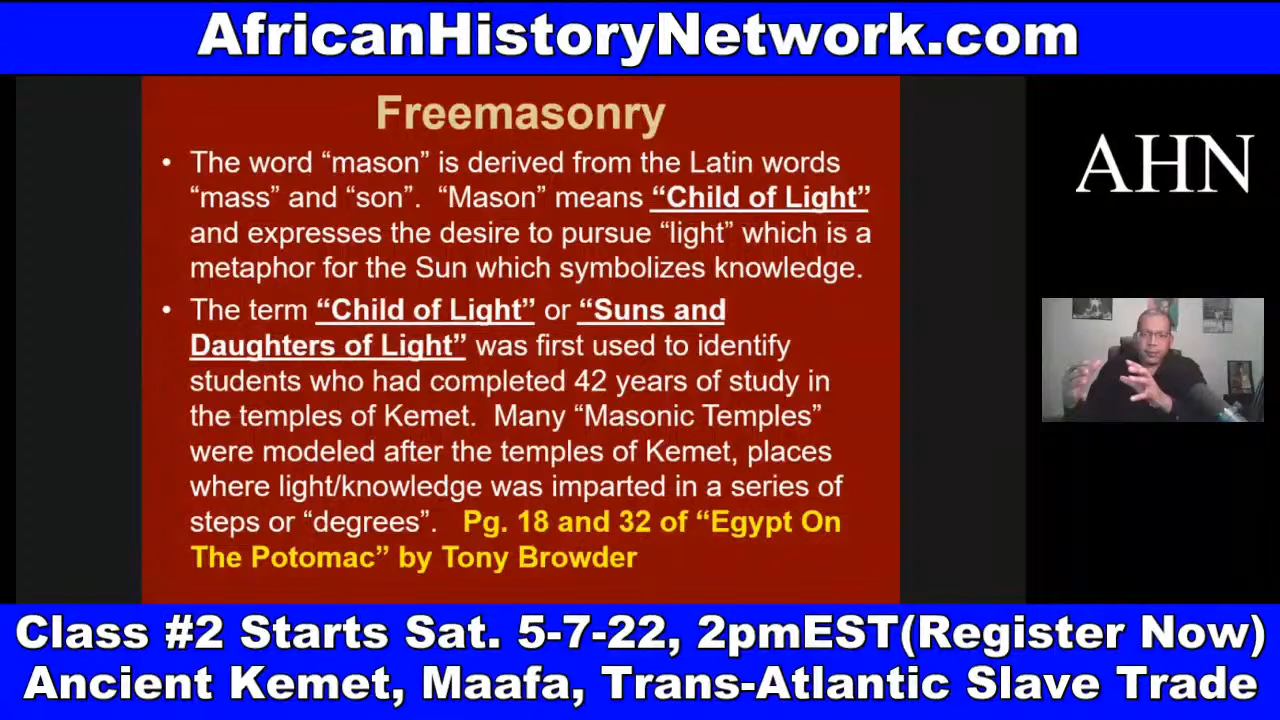 AfricanHistoryNetwork.com
Freemasonry
• The word “mason” is derived from the Latin words
“mass” and “son”. “Mason” means “Child of Light”
and expresses the desire to pursue “light” which is a
metaphor for the Sun which symbolizes knowledge.
• The term “Child of Light” or “Suns and
Daughters of Light” was first used to identify
students who had completed 42 years of study in
the temples of Kemet. Many “Masonic Temples”
were modeled after the temples of Kemet, places
where light/knowledge was imparted in a series of
steps or “degrees”. Pg. 18 and 32 of “Egypt On
The Potomac” by Tony Browder
AHN
Class #2 Starts Sat. 5-7-22, 2pmEST(Register Now)
Ancient Kemet, Maafa, Trans-Atlantic Slave Trade